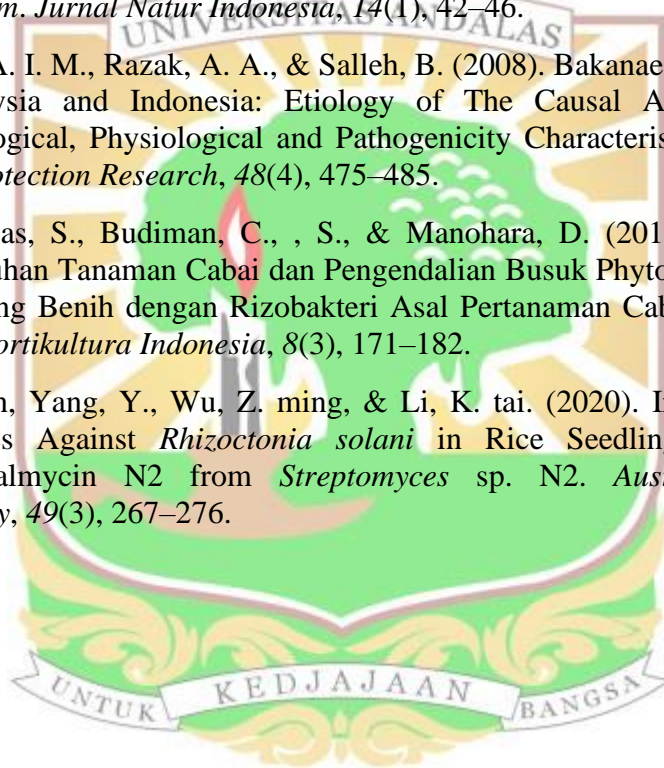 m. Jurnal Natur Indonesia, 14(1), 42–46.
UNIVERSITAS ANDALAS
A. I. M., Razak, A. A., & Salleh, B. (2008). Bakanae
ysia and Indonesia: Etiology of The Causal A
ogical, Physiological and Pathogenicity Characteris
otection Research, 48(4), 475–485.
as, S., Budiman, C., , S., & Manohara, D. (201
uhan Tanaman Cabai dan Pengendalian Busuk Phyto
ng Benih dengan Rizobakteri Asal Pertanaman Cab
ortikultura Indonesia, 8(3), 171–182.
n, Yang, Y., Wu, Z. ming, & Li, K. tai. (2020). I
es Against Rhizoctonia solani in Rice Seedlin
almycin N2 from Streptomyces sp. N2. Aus
y, 49(3), 267–276.
UNTUK KEDJAJAAN BANGSA